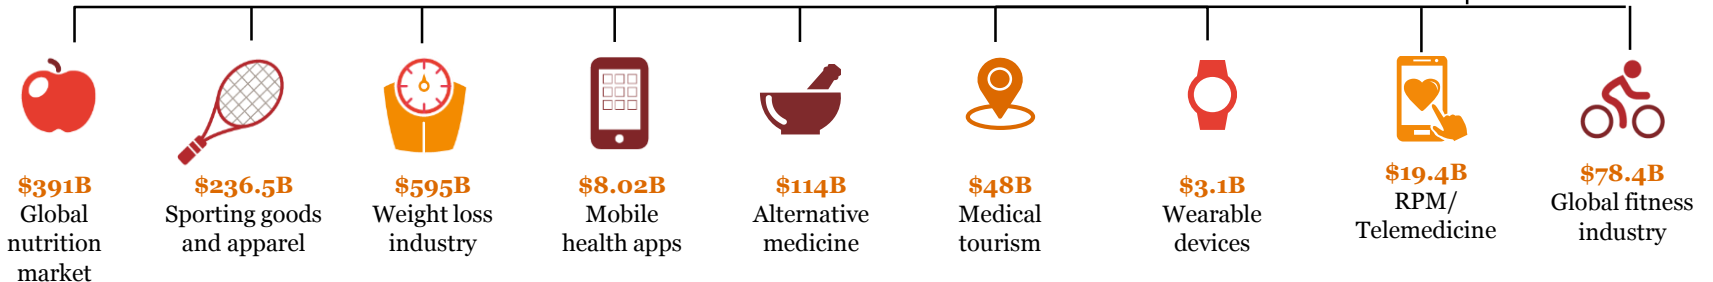 $391B
Global
nutrition
market
$236.5B
Sporting goods
and apparel
$595B
Weight loss
industry
$8.02B
Mobile
health apps
$114B
Alternative
medicine
$48B
Medical
tourism
$3.1B
Wearable
devices
$19.4B
RPM/
Telemedicine
$78.4B
Global fitness
industry